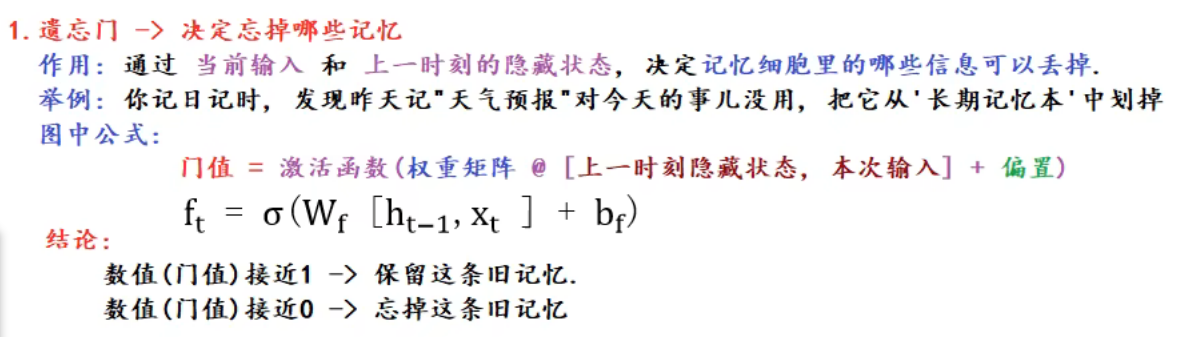 1.遗忘门 -> 决定忘掉哪些记忆
作用: 通过 当前输入 和 上一时刻的隐藏状态, 决定记忆细胞里的哪些信息可以丢掉.
举例: 你记日记时, 发现昨天记"天气预报"对今天的事儿没用, 把它从'长期记忆本'中划掉
图中公式:
门值 = 激活函数(权重矩阵 @ [上一时刻隐藏状态, 本次输入] + 偏置)
fₜ = σ(W_f [hₜ₋₁, xₜ ] + b_f)
结论:
数值(门值)接近1 -> 保留这条旧记忆.
数值(门值)接近0 -> 忘掉这条旧记忆